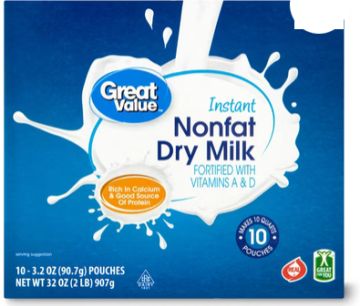 Great
Value
Instant
Nonfat
Dry Milk
FORTIFIED WITH
VITAMINS A & D
Rich In Calcium
& Good Source
Of Protein
MAKES 10 QUARTS
10
POUCHES
serving suggestion
10 - 3.2 OZ (90.7g) POUCHES
NET WT 32 OZ (2 LB) 907g
REAL
GREAT
FOR YOU